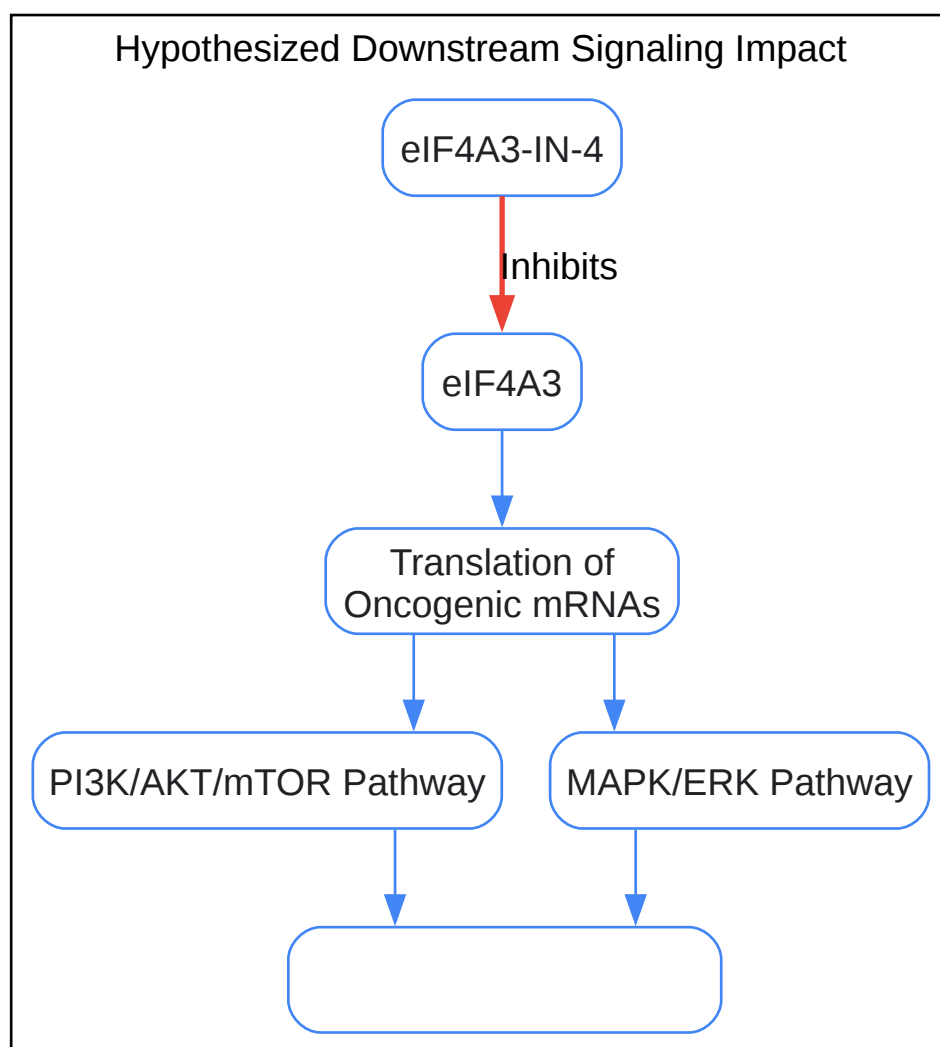 Hypothesized Downstream Signaling Impact
eIF4A3-IN-4
Inhibits
eIF4A3
Translation of
Oncogenic mRNAs
PI3K/AKT/mTOR Pathway
MAPK/ERK Pathway